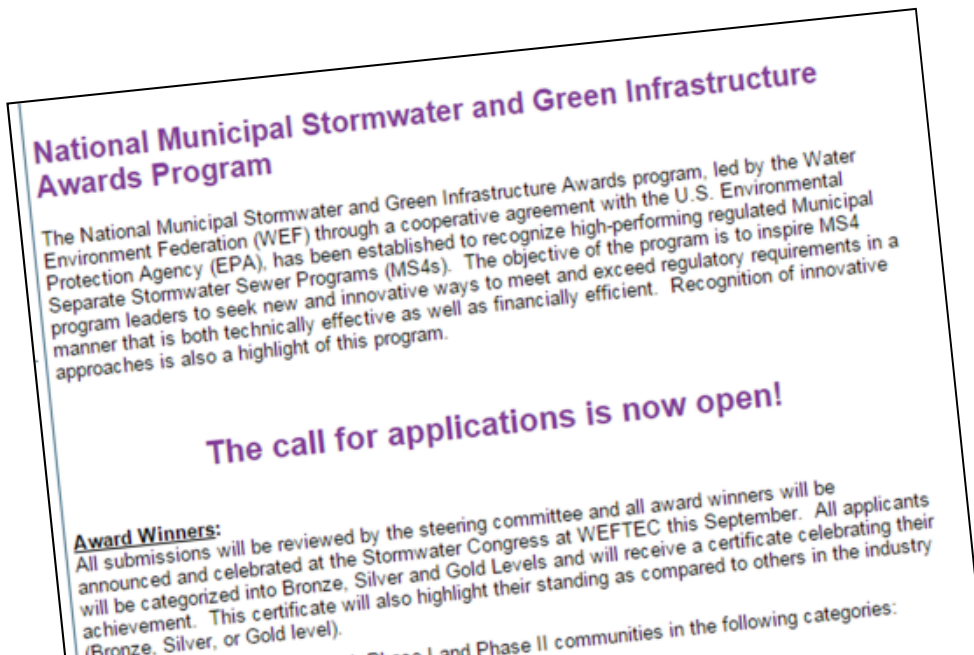 National Municipal Stormwater and Green Infrastructure
Awards Program
The National Municipal Stormwater and Green Infrastructure Awards program, led by the Water
Environment Federation (WEF) through a cooperative agreement with the U.S. Environmental
Protection Agency (EPA), has been established to recognize high-performing regulated Municipal
Separate Stormwater Sewer Programs (MS4s).  The objective of the program is to inspire MS4
program leaders to seek new and innovative ways to meet and exceed regulatory requirements in a
manner that is both technically effective as well as financially efficient.  Recognition of innovative
approaches is also a highlight of this program.
The call for applications is now open!
Award Winners:
All submissions will be reviewed by the steering committee and all award winners will be
announced and celebrated at the Stormwater Congress at WEFTEC this September.  All applicants
will be categorized into Bronze, Silver and Gold Levels and will receive a certificate celebrating their
achievement.  This certificate will also highlight their standing as compared to others in the industry
(Bronze, Silver, or Gold level).
Phase I and Phase II communities in the following categories: